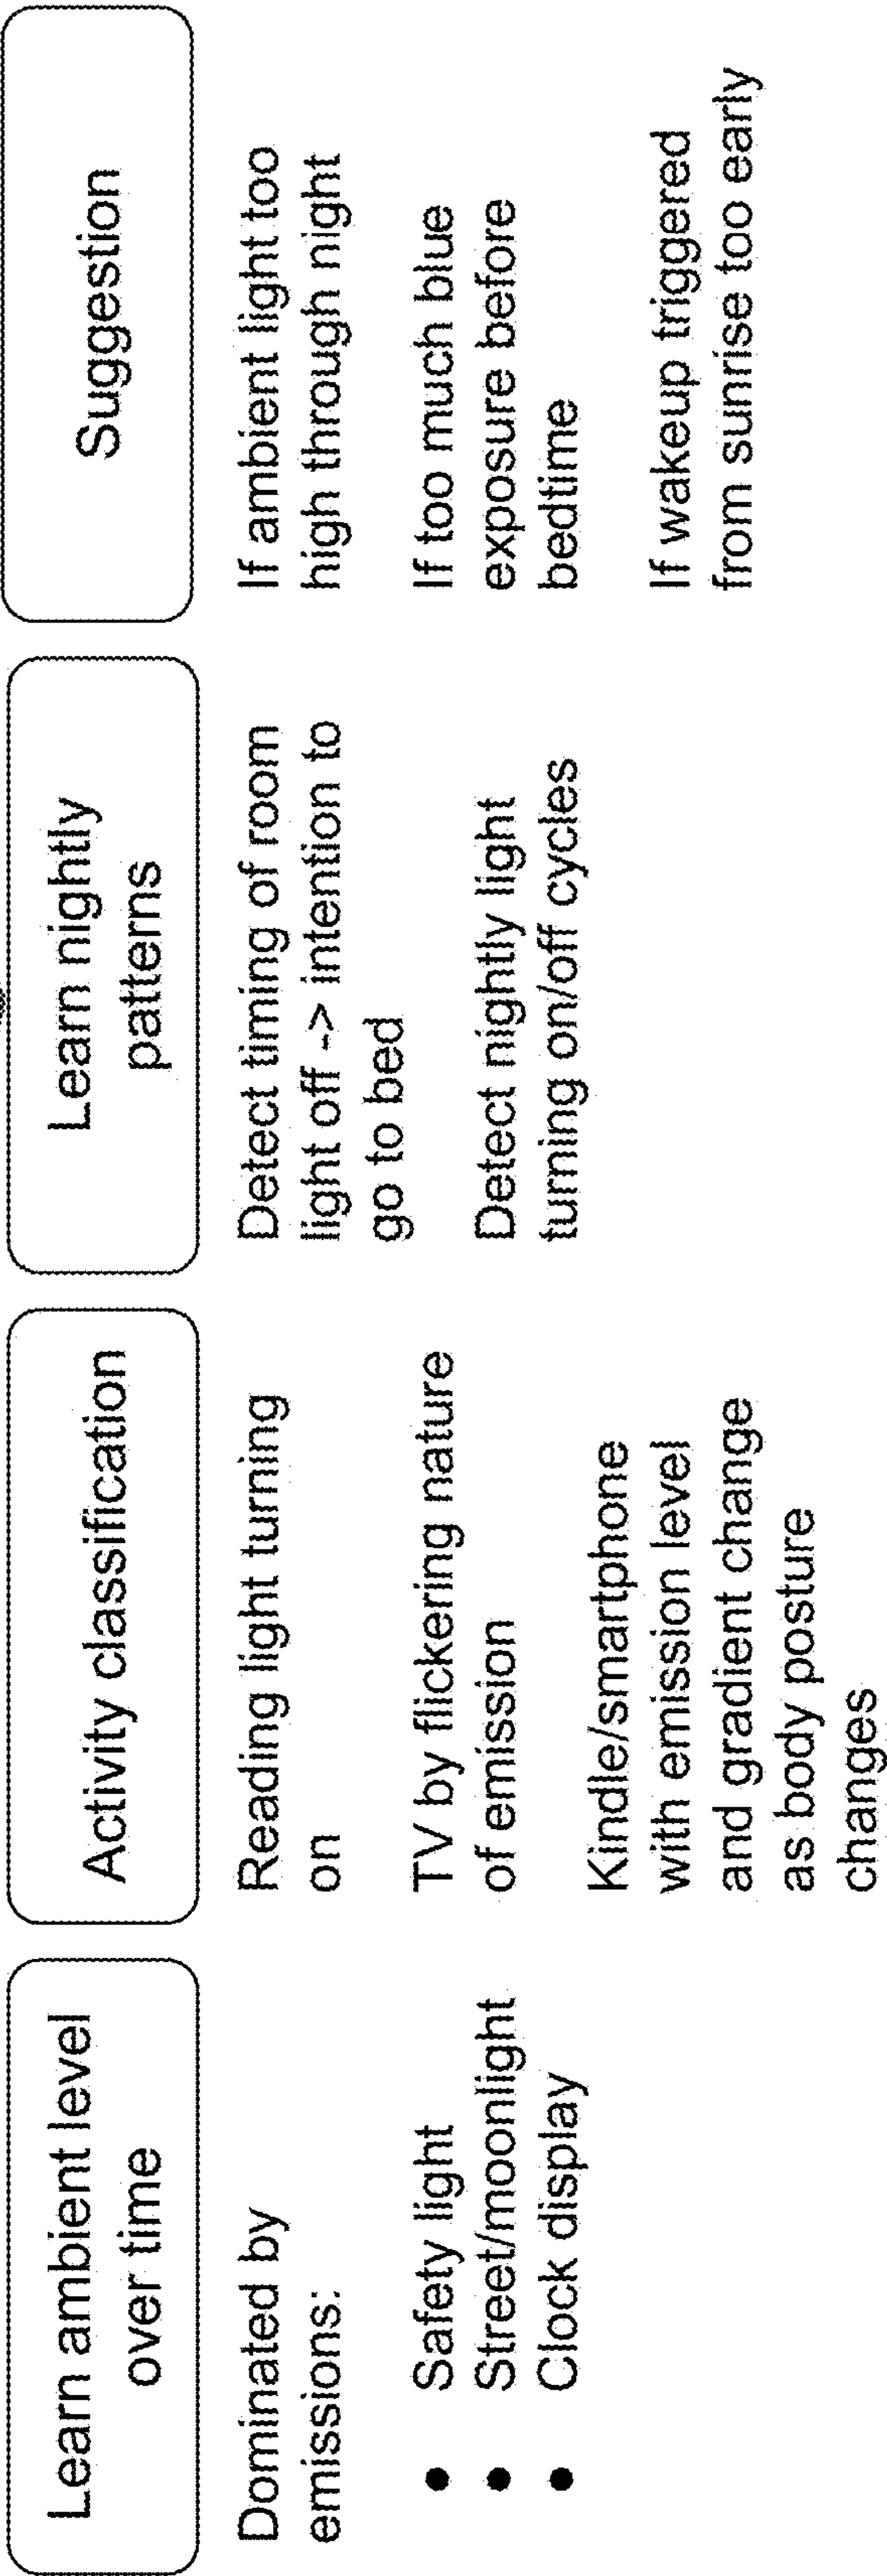 Learn ambient level
over time
Dominated by
emissions:
● Safety light
● Street/moonlight
● Clock display
Activity classification
Reading light turning
on
TV by flickering nature
of emission
Kindle/smartphone
with emission level
and gradient change
as body posture
changes
Learn nightly
patterns
Detect timing of room
light off -> intention to
go to bed
Detect nightly light
turning on/off cycles
Suggestion
If ambient light too
high through night
If too much blue
exposure before
bedtime
If wakeup triggered
from sunrise too early